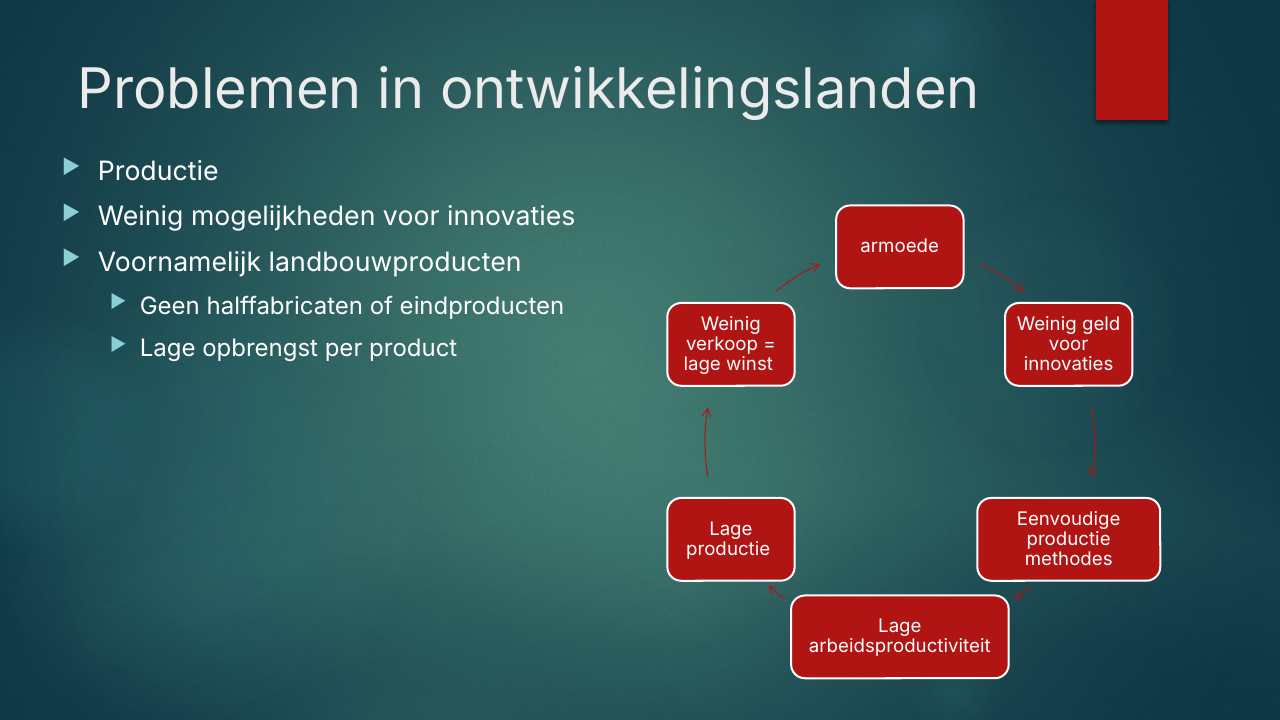 Problemen in ontwikkelingslanden
Productie
Weinig mogelijkheden voor innovaties
Voornamelijk landbouwproducten
Geen halffabricaten of eindproducten
Lage opbrengst per product
armoede
Weinig geld
voor
innovaties
Eenvoudige
productie
methodes
Lage
arbeidsproductiviteit
Lage
productie
Weinig
verkoop =
lage winst